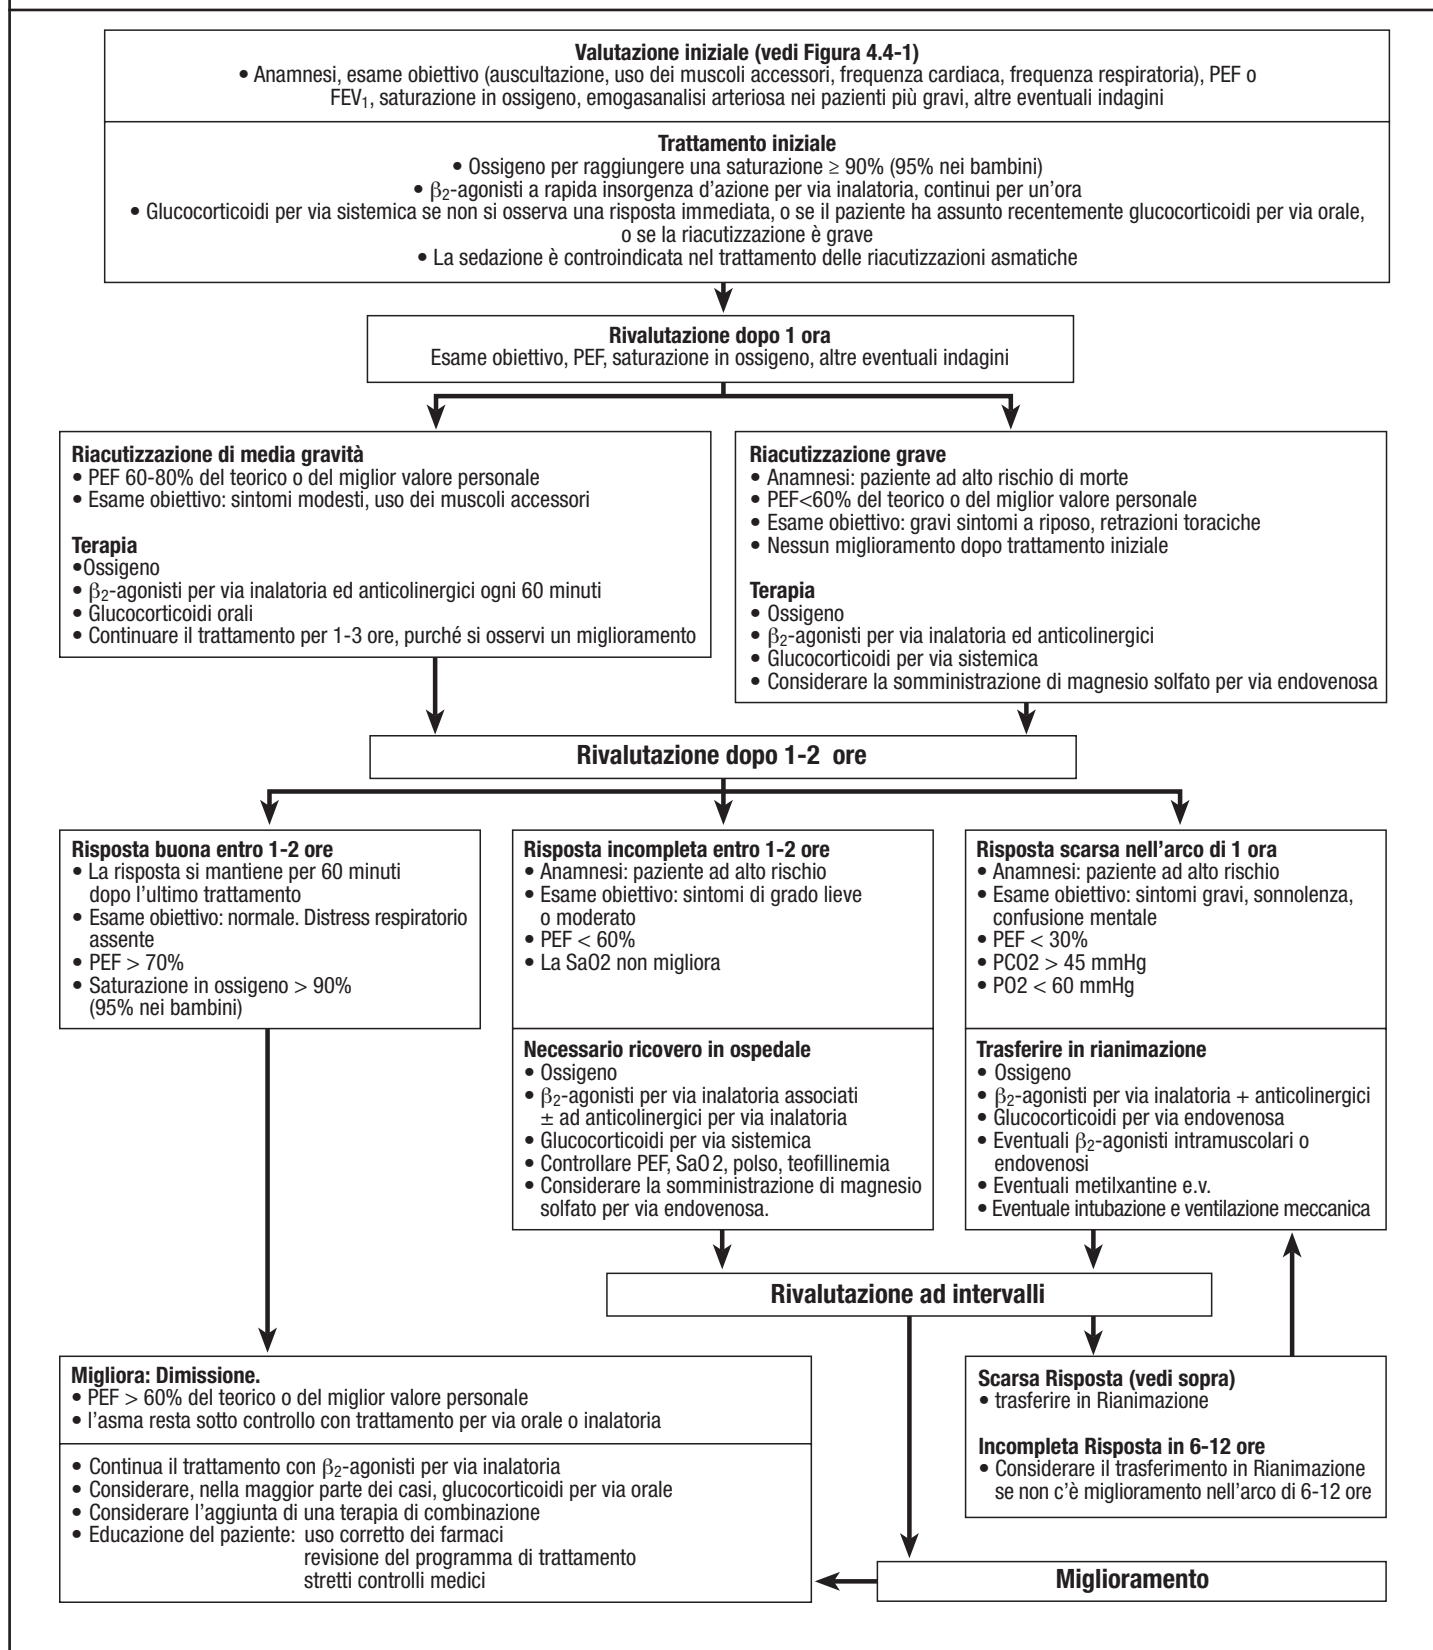 Valutazione iniziale (vedi Figura 4.4-1)
• Anamnesi, esame obiettivo (auscultazione, uso dei muscoli accessori, frequenza cardiaca, frequenza respiratoria), PEF o
FEV₁, saturazione in ossigeno, emogasanalisi arteriosa nei pazienti più gravi, altre eventuali indagini
Trattamento iniziale
• Ossigeno per raggiungere una saturazione ≥ 90% (95% nei bambini)
• β₂-agonisti a rapida insorgenza d’azione per via inalatoria, continui per un’ora
• Glucocorticoidi per via sistemica se non si osserva una risposta immediata, o se il paziente ha assunto recentemente glucocorticoidi per via orale,
o se la riacutizzazione è grave
• La sedazione è controindicata nel trattamento delle riacutizzazioni asmatiche
Rivalutazione dopo 1 ora
Esame obiettivo, PEF, saturazione in ossigeno, altre eventuali indagini
Riacutizzazione di media gravità
• PEF 60-80% del teorico o del miglior valore personale
• Esame obiettivo: sintomi modesti, uso dei muscoli accessori
Terapia
•Ossigeno
• β₂-agonisti per via inalatoria ed anticolinergici ogni 60 minuti
• Glucocorticoidi orali
• Continuare il trattamento per 1-3 ore, purché si osservi un miglioramento
Riacutizzazione grave
• Anamnesi: paziente ad alto rischio di morte
• PEF<60% del teorico o del miglior valore personale
• Esame obiettivo: gravi sintomi a riposo, retrazioni toraciche
• Nessun miglioramento dopo trattamento iniziale
Terapia
• Ossigeno
• β₂-agonisti per via inalatoria ed anticolinergici
• Glucocorticoidi per via sistemica
• Considerare la somministrazione di magnesio solfato per via endovenosa
Rivalutazione dopo 1-2 ore
Risposta buona entro 1-2 ore
• La risposta si mantiene per 60 minuti
dopo l’ultimo trattamento
• Esame obiettivo: normale. Distress respiratorio
assente
• PEF > 70%
• Saturazione in ossigeno > 90%
(95% nei bambini)
Risposta incompleta entro 1-2 ore
• Anamnesi: paziente ad alto rischio
• Esame obiettivo: sintomi di grado lieve
o moderato
• PEF < 60%
• La SaO2 non migliora
Necessario ricovero in ospedale
• Ossigeno
• β₂-agonisti per via inalatoria associati
± ad anticolinergici per via inalatoria
• Glucocorticoidi per via sistemica
• Controllare PEF, SaO2, polso, teofillinemia
• Considerare la somministrazione di magnesio
solfato per via endovenosa.
Risposta scarsa nell’arco di 1 ora
• Anamnesi: paziente ad alto rischio
• Esame obiettivo: sintomi gravi, sonnolenza,
confusione mentale
• PEF < 30%
• PCO2 > 45 mmHg
• PO2 < 60 mmHg
Trasferire in rianimazione
• Ossigeno
• β₂-agonisti per via inalatoria + anticolinergici
• Glucocorticoidi per via endovenosa
• Eventuali β₂-agonisti intramuscolari o
endovenosi
• Eventuali metilxantine e.v.
• Eventuale intubazione e ventilazione meccanica
Rivalutazione ad intervalli
Migliora: Dimissione.
• PEF > 60% del teorico o del miglior valore personale
• l’asma resta sotto controllo con trattamento per via orale o inalatoria
• Continua il trattamento con β₂-agonisti per via inalatoria
• Considerare, nella maggior parte dei casi, glucocorticoidi per via orale
• Considerare l’aggiunta di una terapia di combinazione
• Educazione del paziente: uso corretto dei farmaci
revisione del programma di trattamento
stretti controlli medici
Scarsa Risposta (vedi sopra)
• trasferire in Rianimazione
Incompleta Risposta in 6-12 ore
• Considerare il trasferimento in Rianimazione
se non c’è miglioramento nell’arco di 6-12 ore
Miglioramento